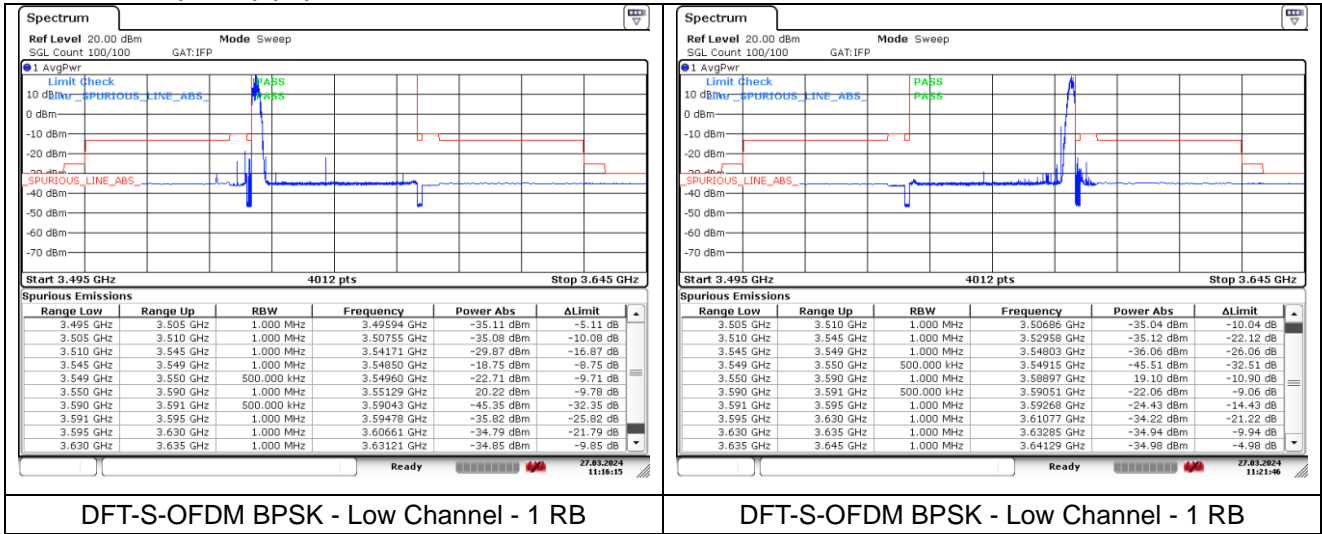 Spectrum
Ref Level 20.00 dBm Mode Sweep
SGL Count 100/100 GAT:IFP
1 AvgPwr
Limit Check PASS
10 dBm
Line _SPURIOUS_LINE_ABS_ PASS
0 dBm
-10 dBm
-20 dBm
-30 dBm
_SPURIOUS_LINE_ABS_
-40 dBm
-50 dBm
-60 dBm
-70 dBm
Start 3.495 GHz 4012 pts Stop 3.645 GHz
Spurious Emissions
Range Low Range Up RBW Frequency Power Abs ΔLimit
3.495 GHz 3.505 GHz 1.000 MHz 3.49594 GHz -35.11 dBm -5.11 dB
3.505 GHz 3.510 GHz 1.000 MHz 3.50755 GHz -35.08 dBm -10.08 dB
3.510 GHz 3.545 GHz 1.000 MHz 3.54171 GHz -29.87 dBm -16.87 dB
3.545 GHz 3.549 GHz 1.000 MHz 3.54850 GHz -18.75 dBm -8.75 dB
3.549 GHz 3.550 GHz 500.000 kHz 3.54960 GHz -22.71 dBm -9.71 dB
3.550 GHz 3.590 GHz 1.000 MHz 3.55129 GHz 20.22 dBm -9.78 dB
3.590 GHz 3.591 GHz 500.000 kHz 3.59043 GHz -45.35 dBm -32.35 dB
3.591 GHz 3.595 GHz 1.000 MHz 3.59478 GHz -35.82 dBm -25.82 dB
3.595 GHz 3.630 GHz 1.000 MHz 3.60661 GHz -34.79 dBm -21.79 dB
3.630 GHz 3.635 GHz 1.000 MHz 3.63121 GHz -34.85 dBm -9.85 dB
Ready 27.03.2024
11:16:15
DFT-S-OFDM BPSK - Low Channel - 1 RB
Spectrum
Ref Level 20.00 dBm Mode Sweep
SGL Count 100/100 GAT:IFP
1 AvgPwr
Limit Check PASS
10 dBm
Line _SPURIOUS_LINE_ABS_ PASS
0 dBm
-10 dBm
-20 dBm
-30 dBm
_SPURIOUS_LINE_ABS_
-40 dBm
-50 dBm
-60 dBm
-70 dBm
Start 3.495 GHz 4012 pts Stop 3.645 GHz
Spurious Emissions
Range Low Range Up RBW Frequency Power Abs ΔLimit
3.505 GHz 3.510 GHz 1.000 MHz 3.50686 GHz -35.04 dBm -10.04 dB
3.510 GHz 3.545 GHz 1.000 MHz 3.52958 GHz -35.12 dBm -22.12 dB
3.545 GHz 3.549 GHz 1.000 MHz 3.54803 GHz -36.06 dBm -26.06 dB
3.549 GHz 3.550 GHz 500.000 kHz 3.54915 GHz -45.51 dBm -32.51 dB
3.550 GHz 3.590 GHz 1.000 MHz 3.58897 GHz 19.10 dBm -10.90 dB
3.590 GHz 3.591 GHz 500.000 kHz 3.59051 GHz -22.06 dBm -9.06 dB
3.591 GHz 3.595 GHz 1.000 MHz 3.59268 GHz -24.43 dBm -14.43 dB
3.595 GHz 3.630 GHz 1.000 MHz 3.61077 GHz -34.22 dBm -21.22 dB
3.630 GHz 3.635 GHz 1.000 MHz 3.63285 GHz -34.94 dBm -9.94 dB
3.635 GHz 3.645 GHz 1.000 MHz 3.64129 GHz -34.98 dBm -4.98 dB
Ready 27.03.2024
11:21:46
DFT-S-OFDM BPSK - Low Channel - 1 RB